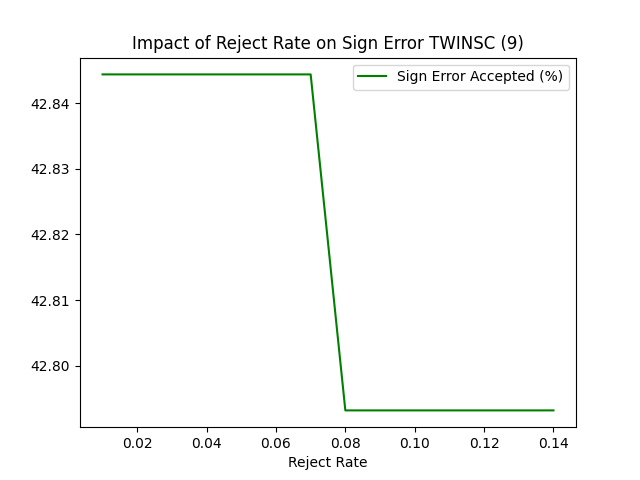 Impact of Reject Rate on Sign Error TWINSC (9)
Sign Error Accepted (%)
42.84
42.83
42.82
42.81
42.80
0.02 0.04 0.06 0.08 0.10 0.12 0.14
Reject Rate